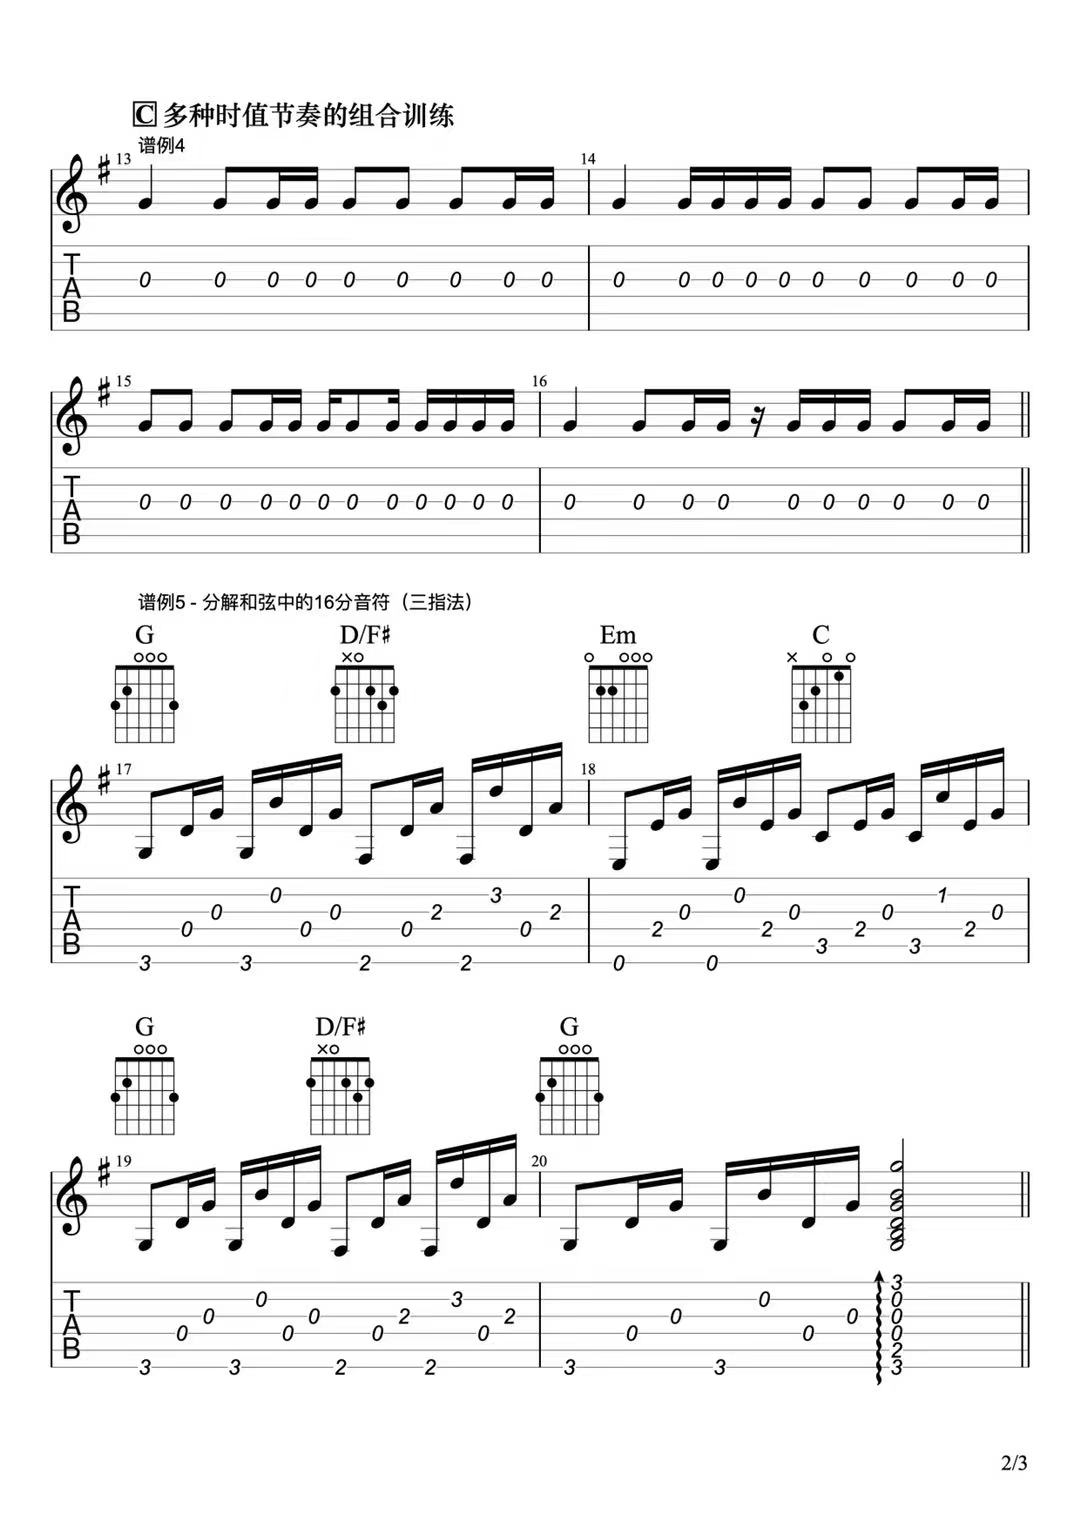 C 多种时值节奏的组合训练
谱例4
13 14
T 0 0 0 0 0 0 0 0 0 0 0 0 0 0 0 0 0 0 0
A
B
15 16
T
A 0 0 0 0 0 0 0 0 0 0 0 0 0 0 0 0 0 0 0 0 0
B
谱例5 - 分解和弦中的16分音符（三指法）
G D/F# Em C
17 18
T 0 3 0 1
A 0 0 2 2 0 0 0 0
0 0 0 0 2 2 2 2
B 3 3
3 3 2 2 0 0
G D/F# G
19 20
T 0 3 0 3 0
A 0 0 2 2 0 0 0
0 0 0 0 0 0 0
B 2
3 3 2 2 3 3 3
2/3